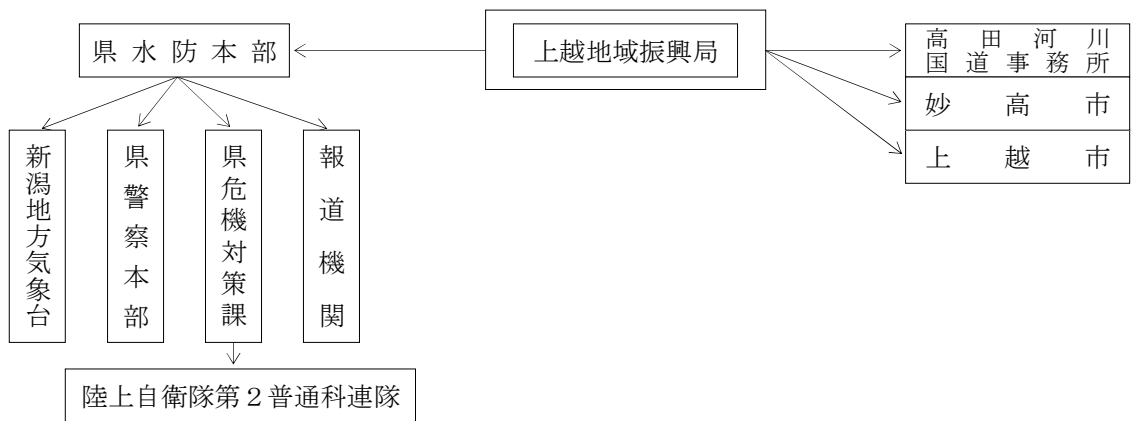 県水防本部
上越地域振興局
高田河川
国道事務所
妙高市
上越市
新潟地方気象台
県警察本部
県危機対策課
報道機関
陸上自衛隊第２普通科連隊